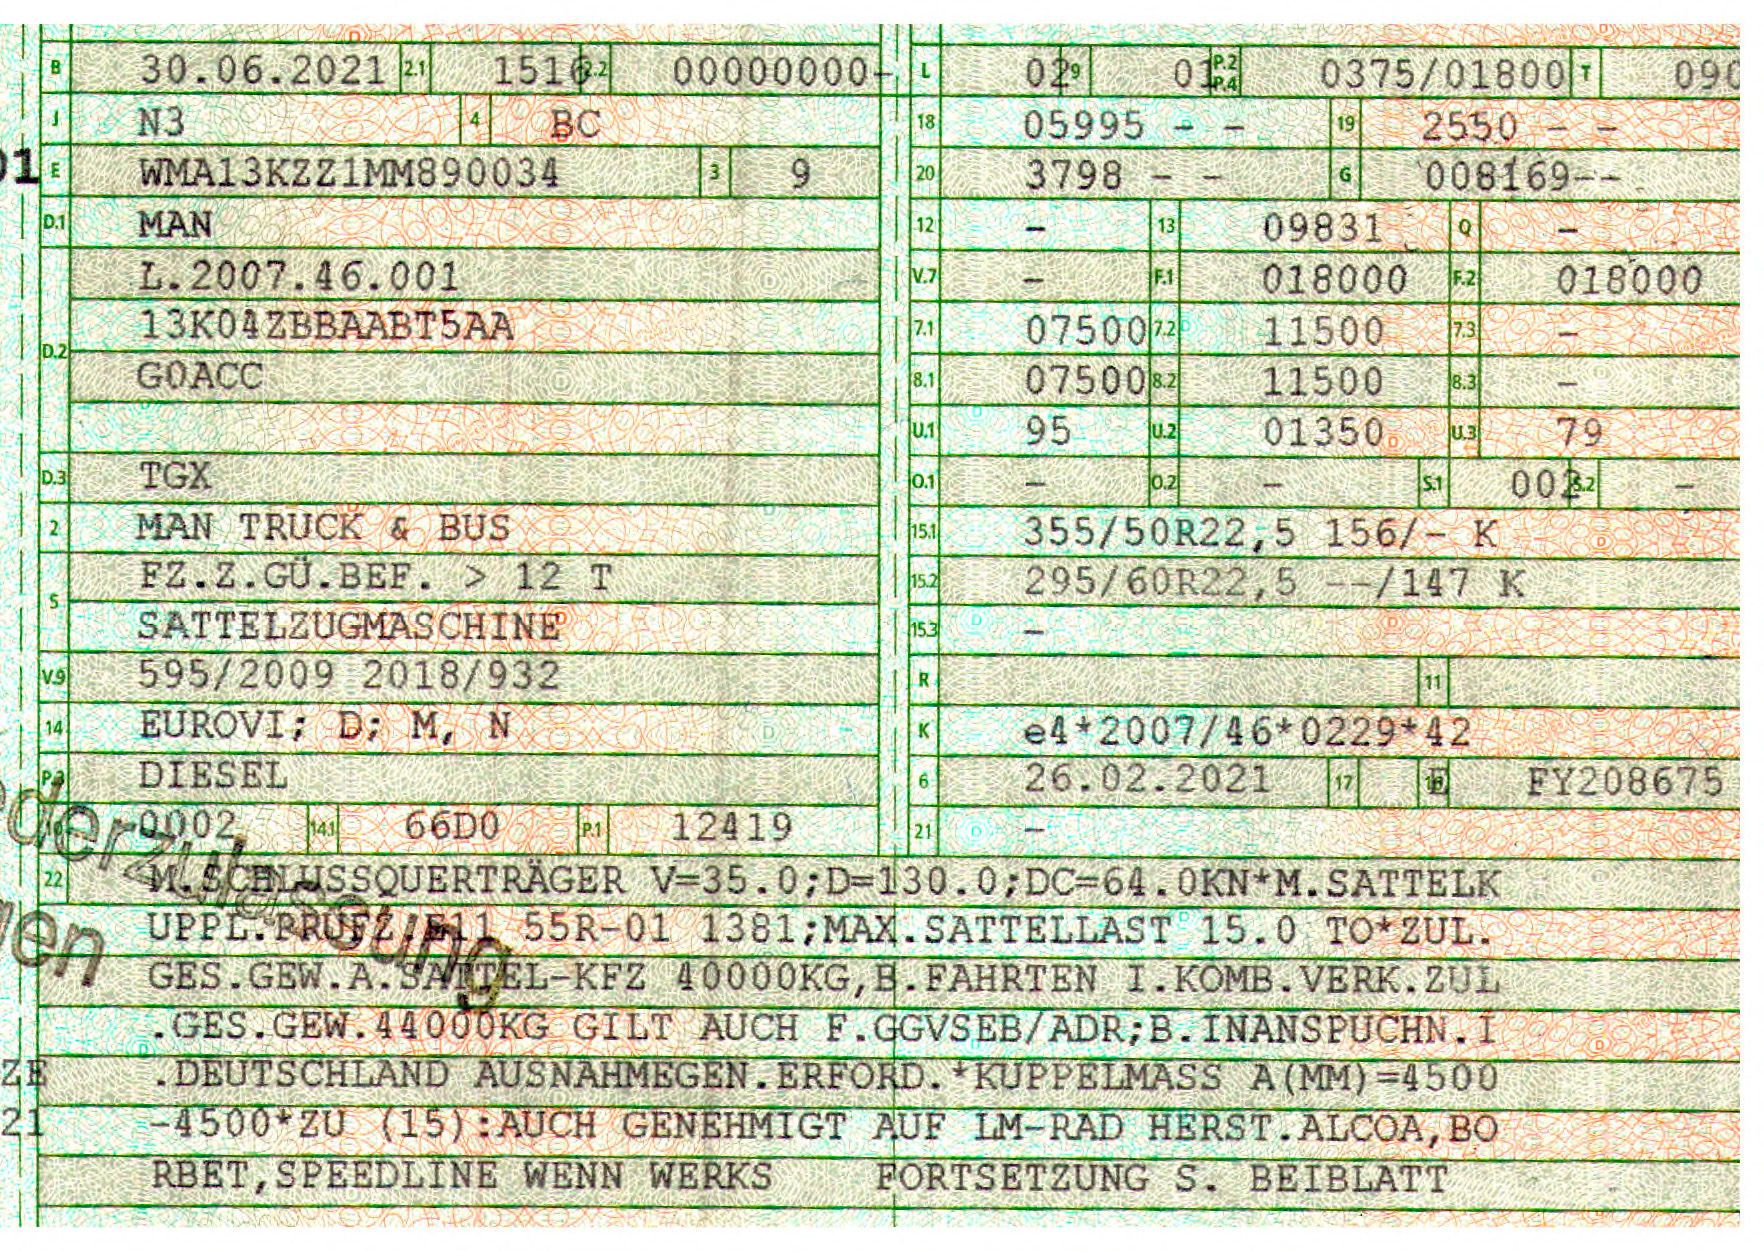 B 30.06.2021 2.1 1516 2.2 00000000-
J N3 4 BC
01 E WMA13KZZ1MM890034 3 9
D.1 MAN
L.2007.46.001
13K04ZBBAABT5AA
D.2
G0ACC
D.3 TGX
2 MAN TRUCK & BUS
FZ.Z.GÜ.BEF. > 12 T
5
SATTELZUGMASCHINE
V.9 595/2009 2018/932
14 EUROVI; D; M, N
P.3 DIESEL
10 0002 14.1 66D0 P.1 12419
L 02 9 01 P.2 P.4 0375/01800 T 090
18 05995 - - 19 2550 - -
20 3798 - - G 008169--
12 - 13 09831 Q -
V.7 - F.1 018000 F.2 018000
7.1 07500 7.2 11500 7.3 -
8.1 07500 8.2 11500 8.3 -
U.1 95 U.2 01350 U.3 79
O.1 - O.2 - S.1 002 S.2 -
15.1 355/50R22,5 156/- K
15.2 295/60R22,5 --/147 K
15.3 -
R 11
K e4*2007/46*0229*42
6 26.02.2021 17 16 FY208675
21 -
22 M.SCHLUSSQUERTRÄGER V=35.0;D=130.0;DC=64.0KN*M.SATTELK
UPPL.PRÜFZ.E11 55R-01 1381;MAX.SATTELLAST 15.0 TO*ZUL.
GES.GEW.A.SATTEL-KFZ 40000KG,B.FAHRTEN I.KOMB.VERK.ZUL
.GES.GEW.44000KG GILT AUCH F.GGVSEB/ADR;B.INANSPUCHN.I
ZE .DEUTSCHLAND AUSNAHMEGEN.ERFORD.*KUPPELMASS A(MM)=4500
21 -4500*ZU (15):AUCH GENEHMIGT AUF LM-RAD HERST.ALCOA,BO
RBET,SPEEDLINE WENN WERKS FORTSETZUNG S. BEIBLATT
ederzulassung
gen